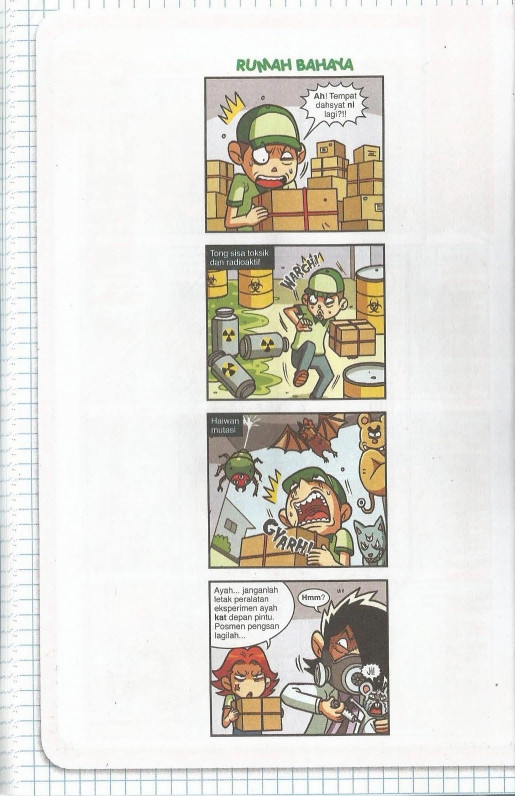 RUMAH BAHAYA
Ah! Tempat
dahsyat ni
lagi?!!
Tong sisa toksik
dan radioaktif
WARGH!!
Haiwan
mutasi
GYARH!
Ayah... janganlah
letak peralatan
eksperimen ayah
kat depan pintu.
Posmen pengsan
lagilah...
Hmm?
Ji!